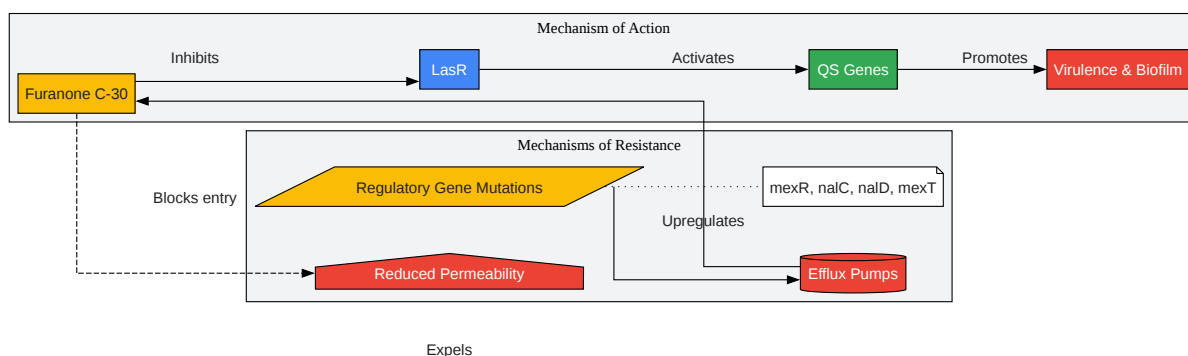 Mechanism of Action
Inhibits
Activates
Promotes
Furanone C-30
LasR
QS Genes
Virulence & Biofilm
Mechanisms of Resistance
Blocks entry
Regulatory Gene Mutations
mexR, nalC, nalD, mexT
Upregulates
Reduced Permeability
Efflux Pumps
Expels